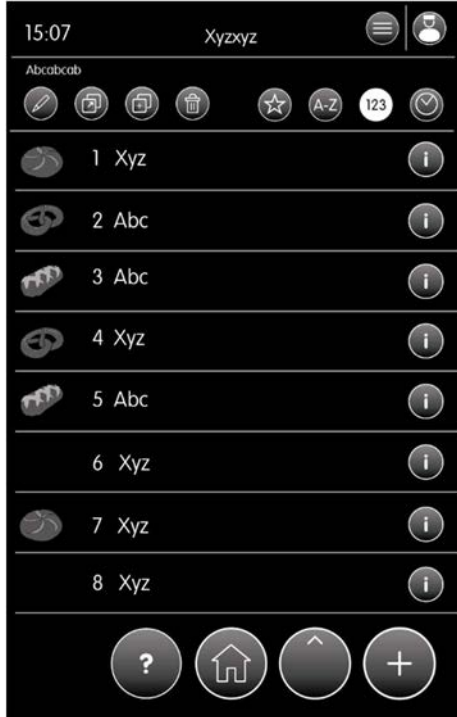 15:07 Xyzxyz
Abcabcab
A-Z 123
1 Xyz i
2 Abc i
3 Abc i
4 Xyz i
5 Abc i
6 Xyz i
7 Xyz i
8 Xyz i
? +